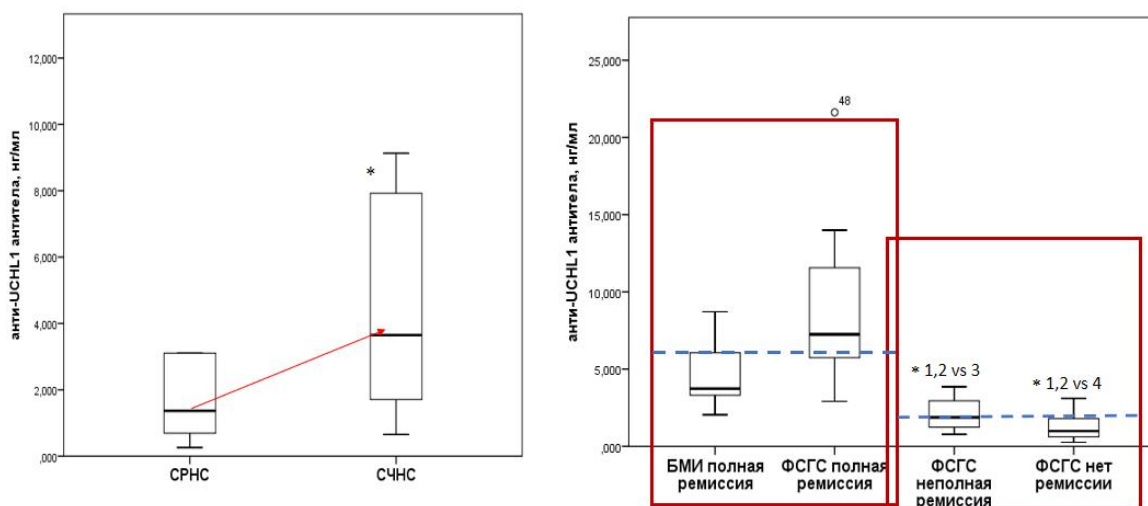 анти-UCHL1 антитела, нг/мл
12,000
10,000
8,000
6,000
4,000
2,000
,000
*
СРНС
СЧНС
анти-UCHL1 антитела, нг/мл
25,000
20,000
15,000
10,000
5,000
,000
48
* 1,2 vs 3
* 1,2 vs 4
БМИ полная
ремиссия
ФСГС полная
ремиссия
ФСГС
неполная
ремиссия
ФСГС нет
ремиссии